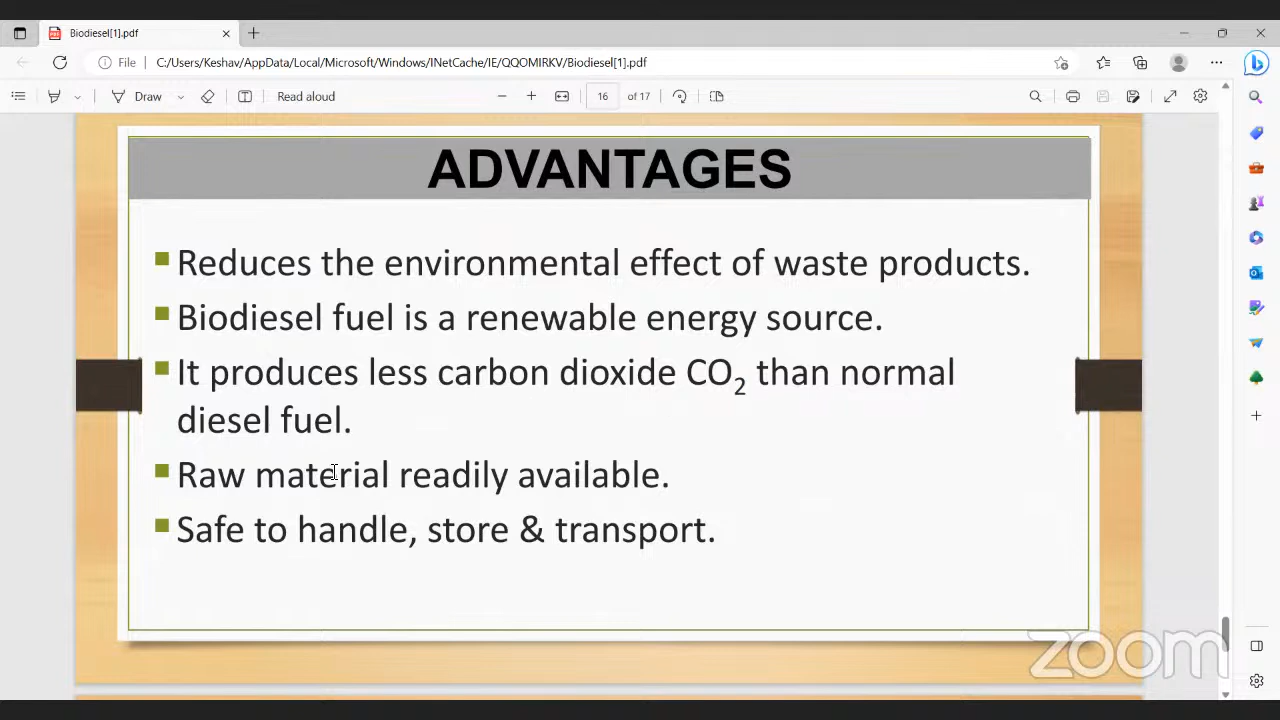 Biodiesel[1].pdf
File
C:/Users/Keshav/AppData/Local/Microsoft/Windows/INetCache/IE/QQOMIRKV/Biodiesel[1].pdf
Draw
Read aloud
16 of 17
ADVANTAGES
Reduces the environmental effect of waste products.
Biodiesel fuel is a renewable energy source.
It produces less carbon dioxide CO₂ than normal
diesel fuel.
Raw material readily available.
Safe to handle, store & transport.
zoom